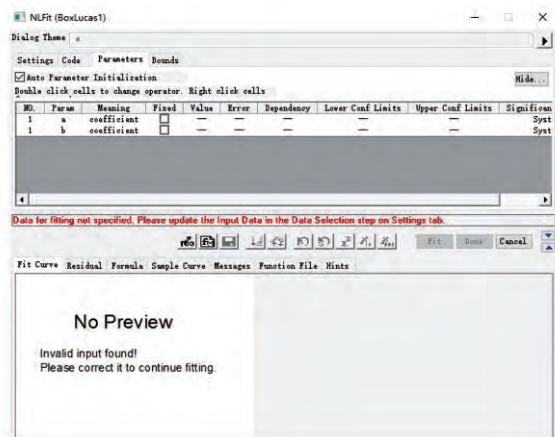 NLFit (BoxLucas1)
Dialog Theme *
Settings Code Parameters Bounds
Auto Parameter Initialization
Hide...
Double click cells to change operator. Right click cells
NO. Param Meaning Fixed Value Error Dependency Lower Conf Limits Upper Conf Limits Significan
1 a coefficient — — — — — Syst
1 b coefficient — — — — — Syst
Data for fitting not specified. Please update the Input Data in the Data Selection step on Settings tab.
Fit Done Cancel
Fit Curve Residual Formula Sample Curve Messages Function File Hints
No Preview
Invalid input found!
Please correct it to continue fitting.